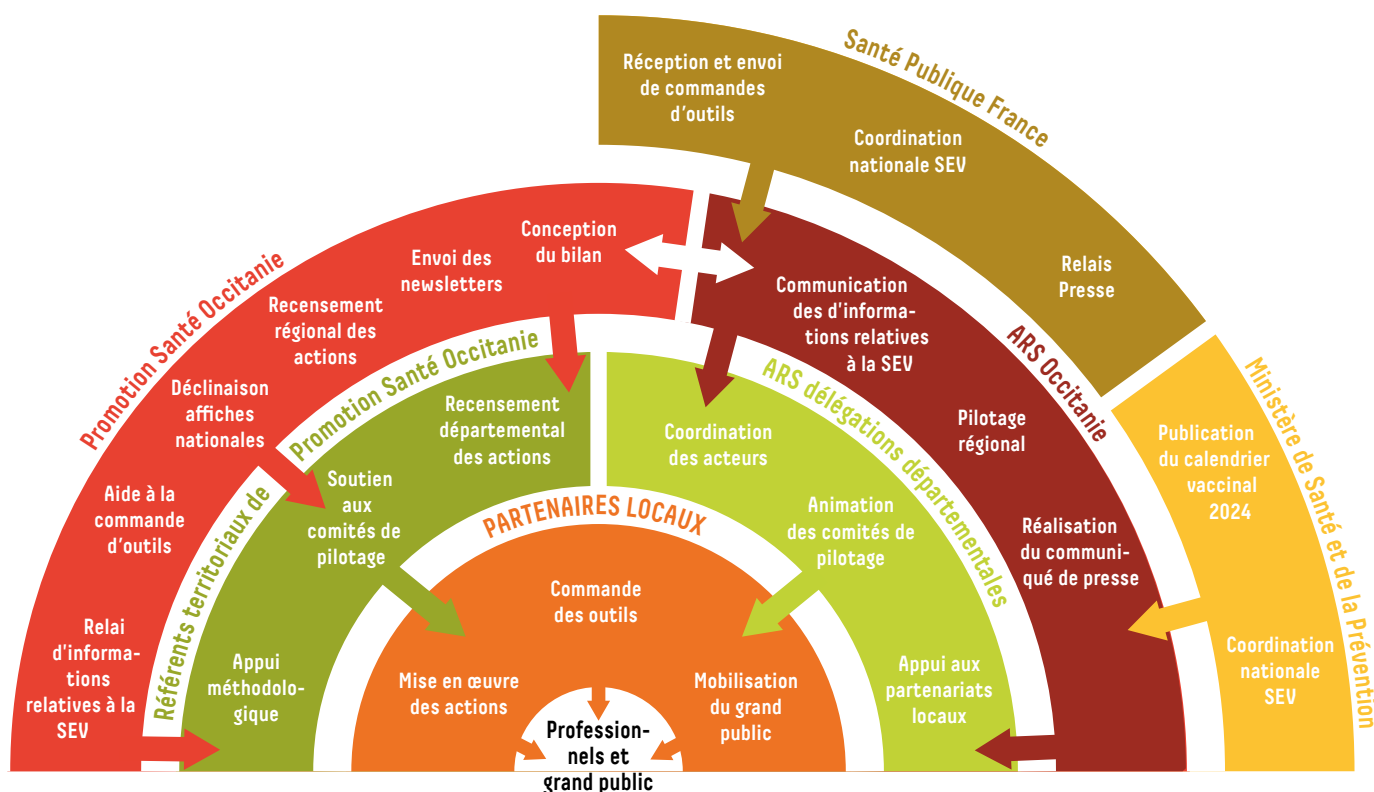 Santé Publique France
Réception et envoi
de commandes
d'outils
Coordination
nationale SEV
Relais
Presse
Ministère de Santé et de la Prévention
Publication
du calendrier
vaccinal
2024
Coordination
nationale
SEV
Promotion Santé Occitanie
Conception
du bilan
Envoi des
newsletters
Recensement
régional des
actions
Déclinaison
affiches
nationales
Aide à la
commande
d'outils
Relai
d'informa-
tions
relatives à la
SEV
ARS Occitanie
Communication
des d'informa-
tions relatives
à la SEV
Pilotage
régional
Réalisation
du communi-
qué de presse
Référents territoriaux de
Promotion Santé Occitanie
Recensement
départemental
des actions
Soutien
aux
comités de
pilotage
Appui
méthodolo-
gique
ARS délégations départementales
Coordination
des acteurs
Animation
des comités de
pilotage
Appui aux
partenariats
locaux
PARTENAIRES LOCAUX
Commande
des outils
Mise en œuvre
des actions
Mobilisation
du grand
public
Profession-
nels et
grand public